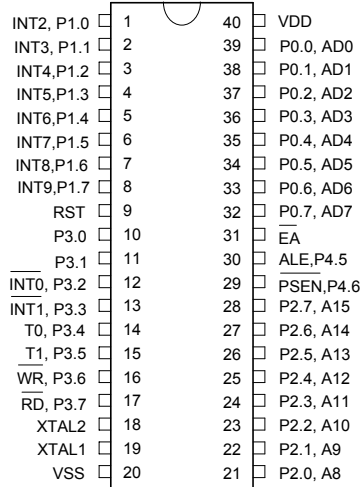 INT2, P1.0 1 40 VDD
INT3, P1.1 2 39 P0.0, AD0
INT4,P1.2 3 38 P0.1, AD1
INT5,P1.3 4 37 P0.2, AD2
INT6,P1.4 5 36 P0.3, AD3
INT7,P1.5 6 35 P0.4, AD4
INT8,P1.6 7 34 P0.5, AD5
INT9,P1.7 8 33 P0.6, AD6
RST 9 32 P0.7, AD7
P3.0 10 31 EA
P3.1 11 30 ALE,P4.5
INT0, P3.2 12 29 PSEN,P4.6
INT1, P3.3 13 28 P2.7, A15
T0, P3.4 14 27 P2.6, A14
T1, P3.5 15 26 P2.5, A13
WR, P3.6 16 25 P2.4, A12
RD, P3.7 17 24 P2.3, A11
XTAL2 18 23 P2.2, A10
XTAL1 19 22 P2.1, A9
VSS 20 21 P2.0, A8